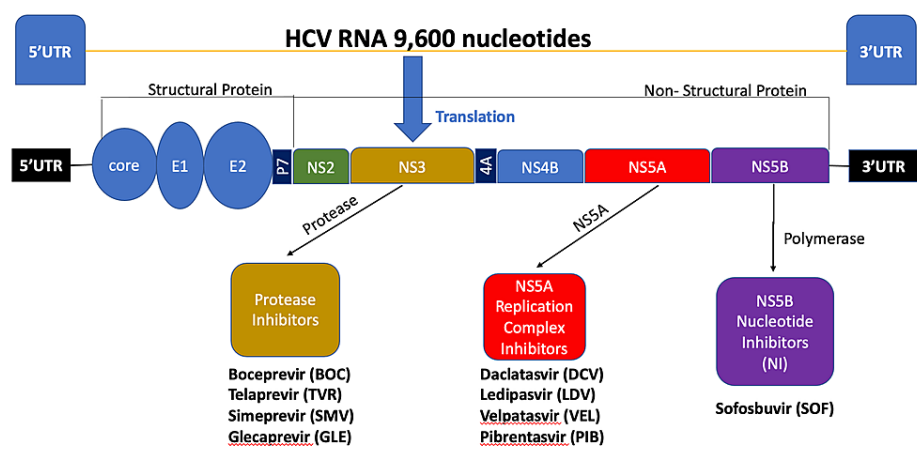 HCV RNA 9,600 nucleotides
5’UTR
3’UTR
Structural Protein
Non- Structural Protein
Translation
5’UTR
core
E1
E2
P7
NS2
NS3
4A
NS4B
NS5A
NS5B
3’UTR
Protease
NS5A
Polymerase
Protease
Inhibitors
NS5A
Replication
Complex
Inhibitors
NS5B
Nucleotide
Inhibitors
(NI)
Boceprevir (BOC)
Telaprevir (TVR)
Simeprevir (SMV)
Glecaprevir (GLE)
Daclatasvir (DCV)
Ledipasvir (LDV)
Velpatasvir (VEL)
Pibrentasvir (PIB)
Sofosbuvir (SOF)